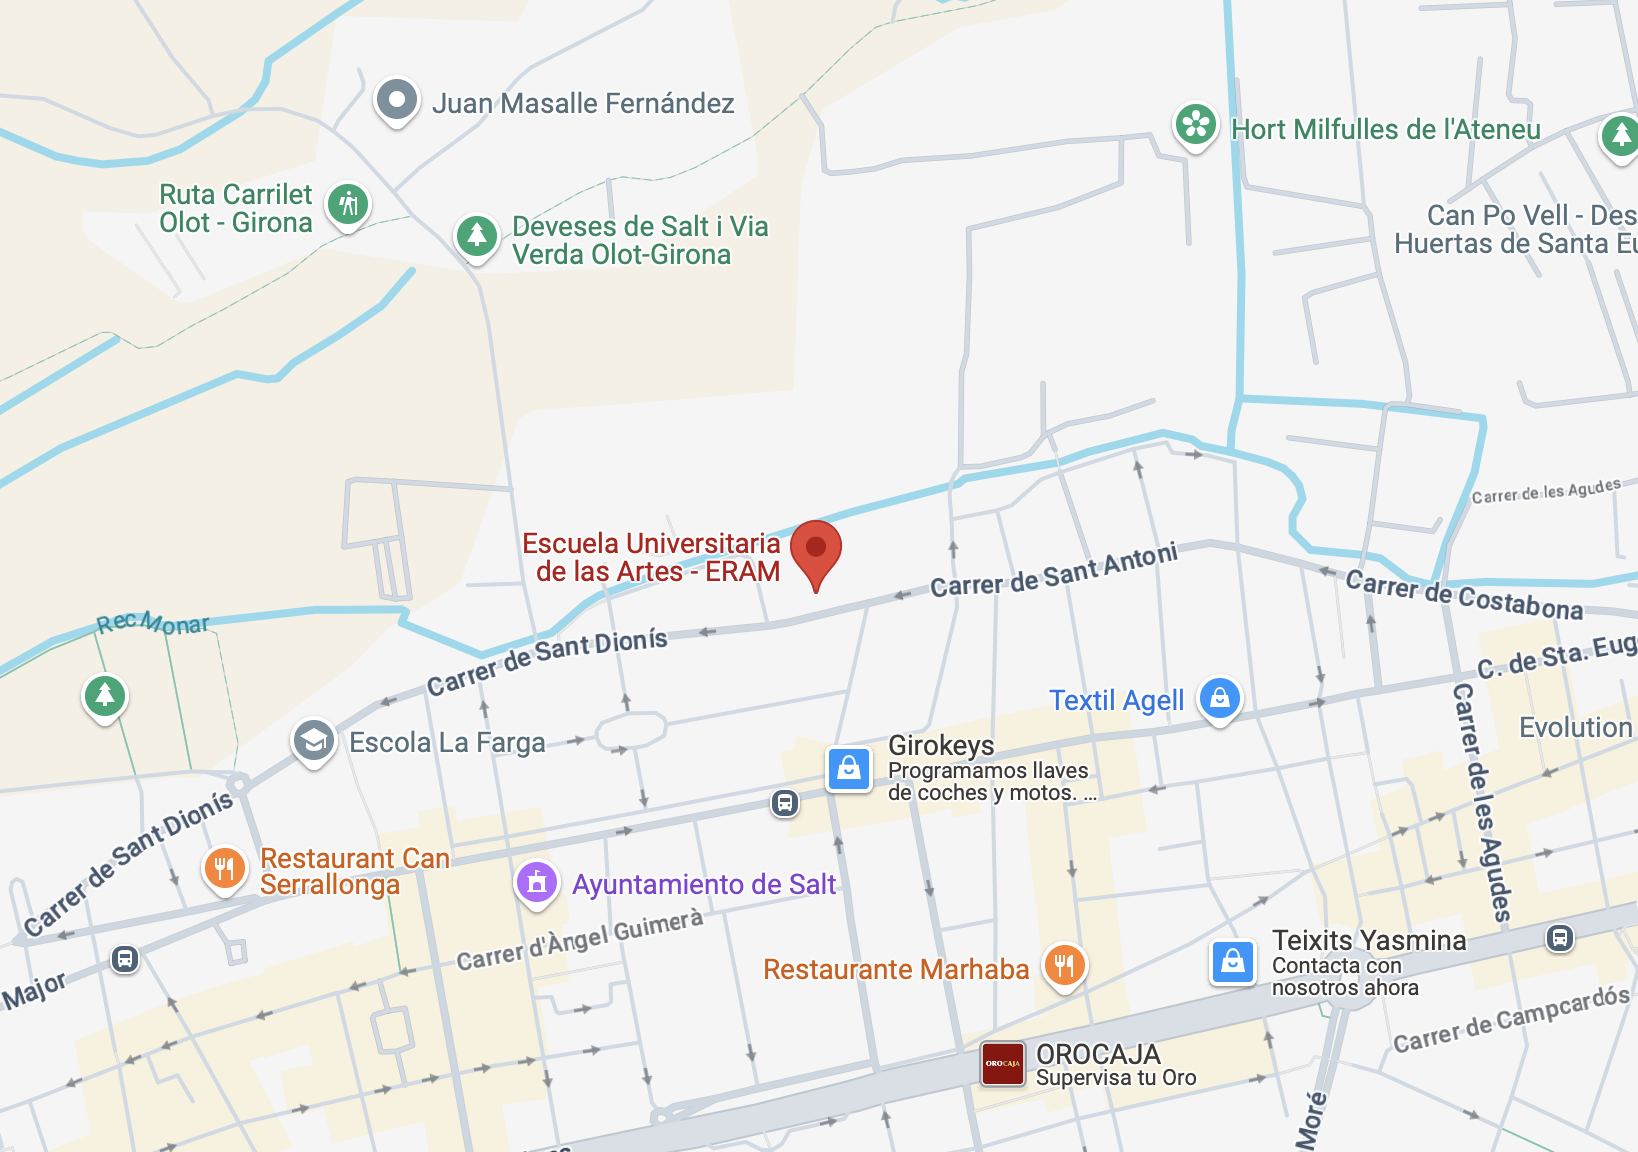 Juan Masalle Fernández
Hort Milfulles de l'Ateneu
Ruta Carrilet
Olot - Girona
Deveses de Salt i Via
Verda Olot-Girona
Can Po Vell - Des
Huertas de Santa Eu
Carrer de les Agudes
Escuela Universitaria
de las Artes - ERAM
Carrer de Sant Antoni
Carrer de Costabona
Rec Monar
Carrer de Sant Dionís
C. de Sta. Eug
Textil Agell
Carrer de les Agudes
Evolution
Escola La Farga
Girokeys
Programamos llaves
de coches y motos. ...
Carrer de Sant Dionís
Restaurant Can
Serrallonga
Ayuntamiento de Salt
Carrer d'Àngel Guimerà
Major
Restaurante Marhaba
Teixits Yasmina
Contacta con
nosotros ahora
Carrer de Campcardós
OROCAJA
OROCAJA
Supervisa tu Oro
Moré